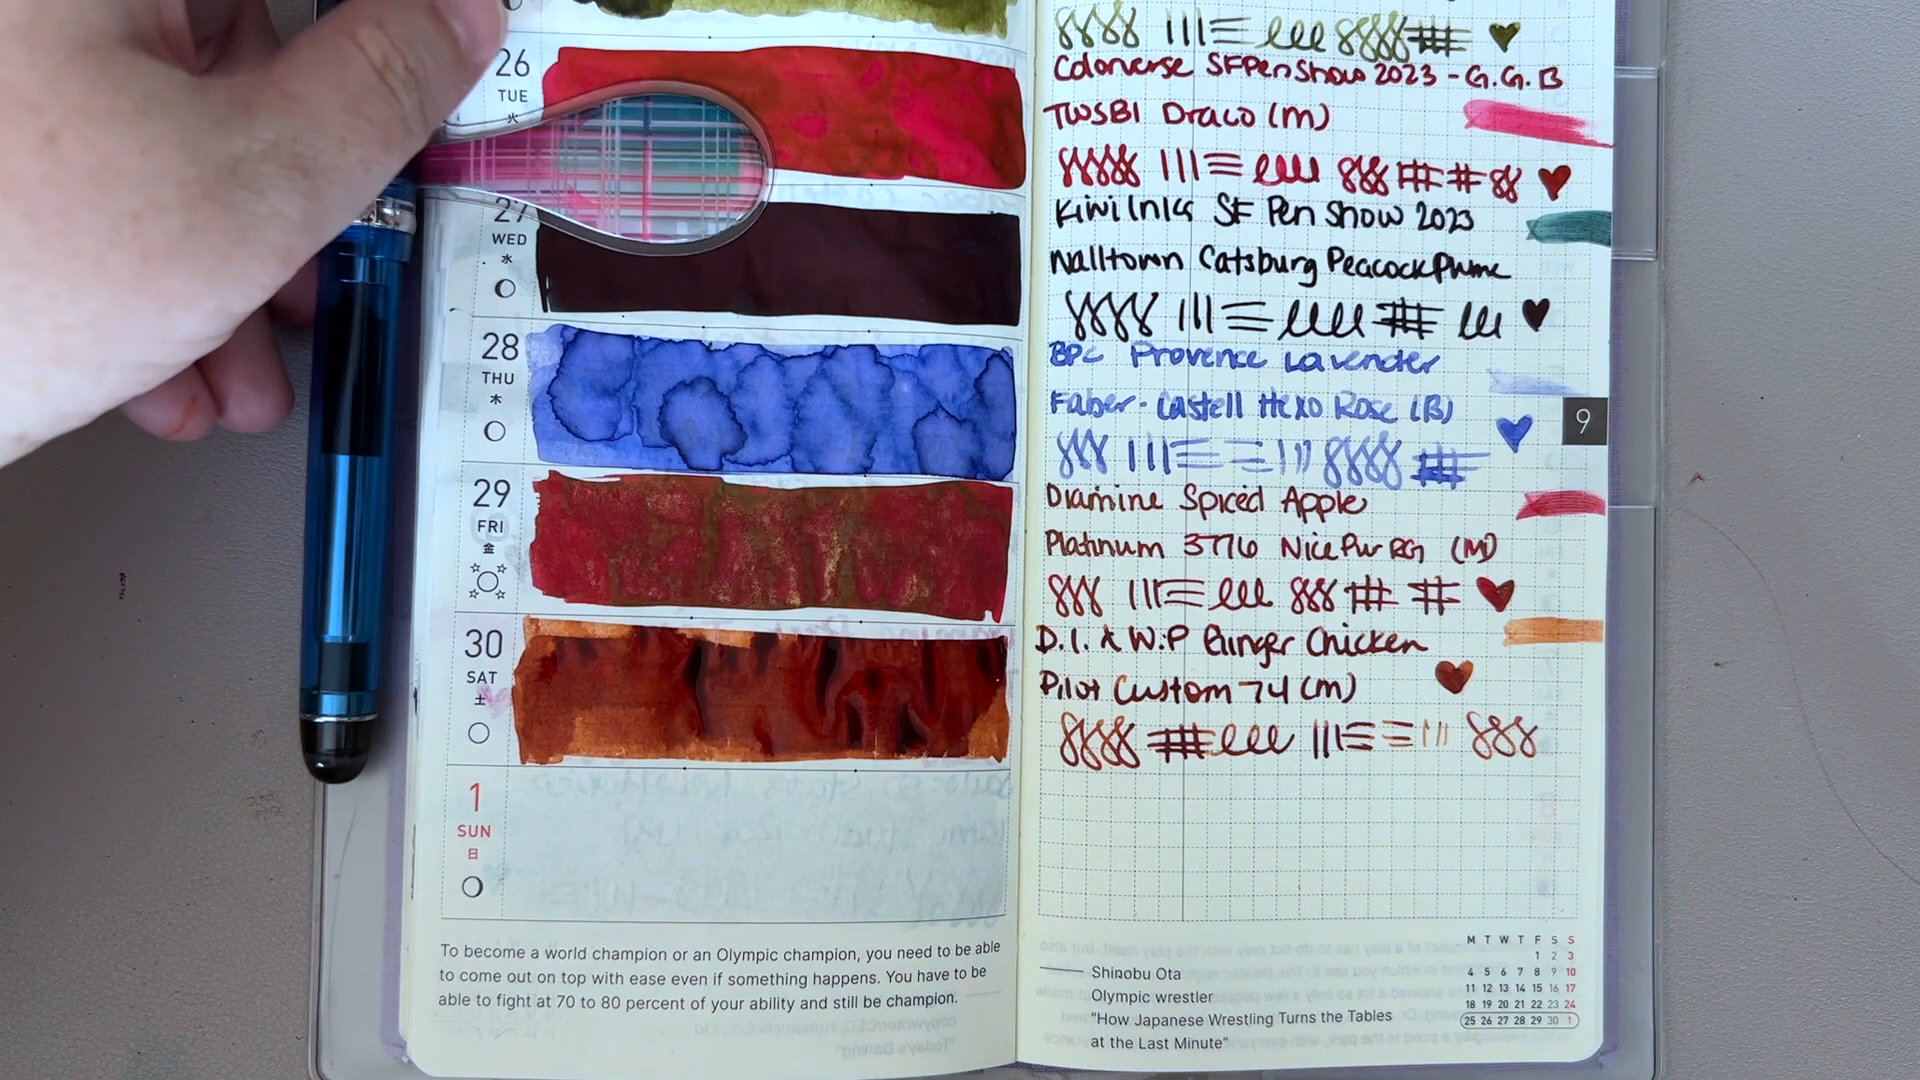 26
TUE
火
27
WED
水
28
THU
木
29
FRI
金
30
SAT
土
1
SUN
日
To become a world champion or an Olympic champion, you need to be able
to come out on top with ease even if something happens. You have to be
able to fight at 70 to 80 percent of your ability and still be champion.
Colorverse SFPenShow 2023 - G.G.B
TWSBI Draco (M)
Kiwi Inks SF Pen Show 2023
Nalltown Catsburg Peacock Plume
BPC Provence Lavender
Faber-Castell Hexo Rose (B)
9
Diamine Spiced Apple
Platinum 3776 Nice Pur RG (M)
D.I. & W.P Ginger Chicken
Pilot Custom 74 (m)
Shinobu Ota
Olympic wrestler
"How Japanese Wrestling Turns the Tables
at the Last Minute"
M T W T F S S
1 2 3
4 5 6 7 8 9 10
11 12 13 14 15 16 17
18 19 20 21 22 23 24
25 26 27 28 29 30 1